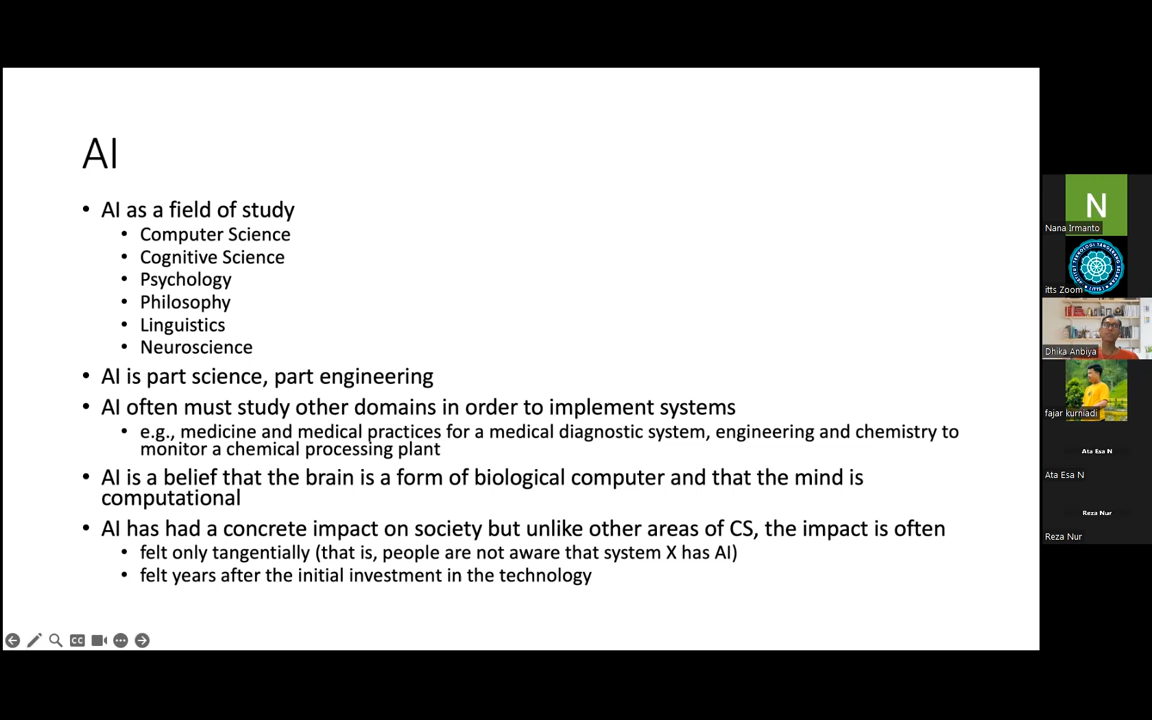 AI
• AI as a field of study
• Computer Science
• Cognitive Science
• Psychology
• Philosophy
• Linguistics
• Neuroscience
• AI is part science, part engineering
• AI often must study other domains in order to implement systems
• e.g., medicine and medical practices for a medical diagnostic system, engineering and chemistry to
monitor a chemical processing plant
• AI is a belief that the brain is a form of biological computer and that the mind is
computational
• AI has had a concrete impact on society but unlike other areas of CS, the impact is often
• felt only tangentially (that is, people are not aware that system X has AI)
• felt years after the initial investment in the technology
CC
N
Nana Irmanto
itts Zoom
Dhika Anbiya
fajar kurniadi
Ata Esa N
Ata Esa N
Reza Nur
Reza Nur